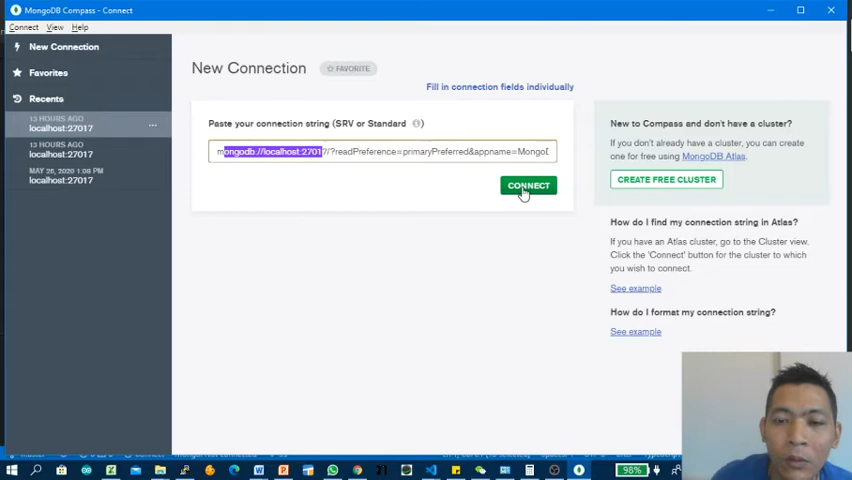 MongoDB Compass - Connect
Connect View Help
New Connection
Favorites
Recents
13 HOURS AGO
localhost:27017
13 HOURS AGO
localhost:27017
MAY 26, 2020 1:08 PM
localhost:27017
New Connection
FAVORITE
Fill in connection fields individually
Paste your connection string (SRV or Standard
)
mongodb://localhost:27017/?readPreference=primaryPreferred&appname=MongoD
CONNECT
New to Compass and don't have a cluster?
If you don't already have a cluster, you can create
one for free using MongoDB Atlas.
CREATE FREE CLUSTER
How do I find my connection string in Atlas?
If you have an Atlas cluster, go to the Cluster view.
Click the 'Connect' button for the cluster to which
you wish to connect.
See example
How do I format my connection string?
See example
98%